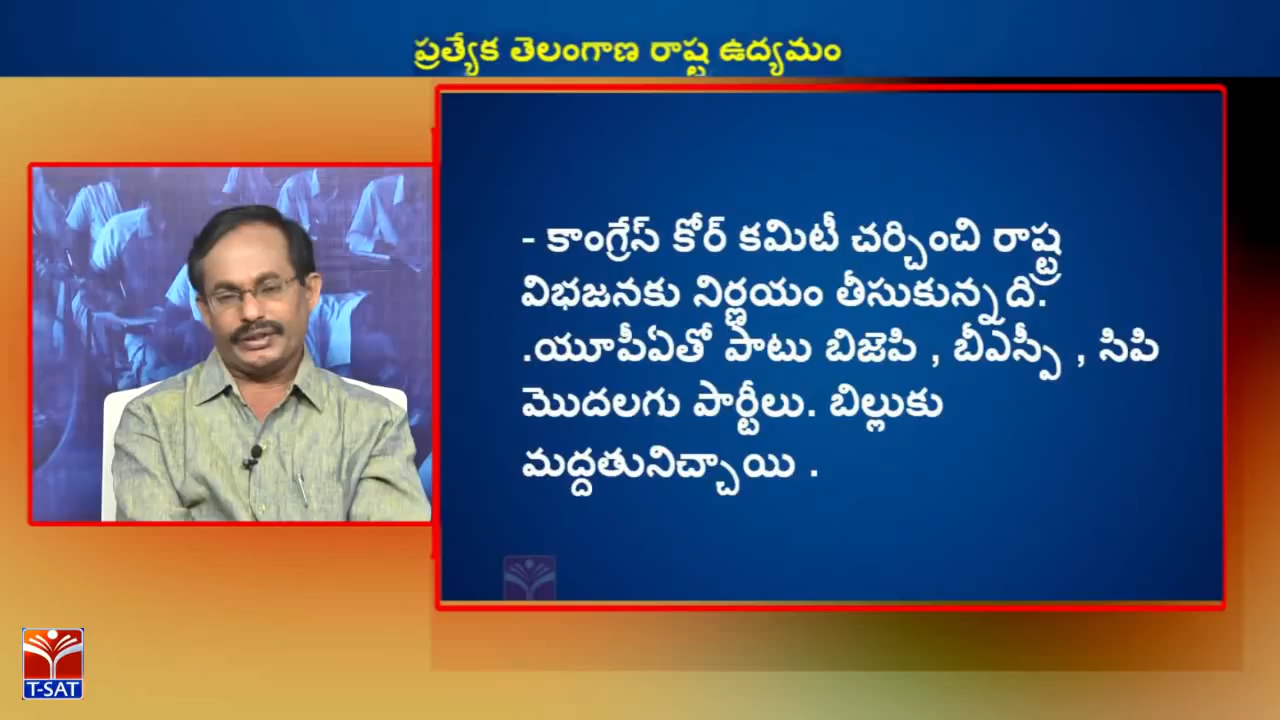 ప్రత్యేక తెలంగాణ రాష్ట ఉద్యమం
- కాంగ్రేస్ కోర్ కమిటీ చర్చించి రాష్ట్ర
విభజనకు నిర్ణయం తీసుకున్నది.
.యూపీఏతో పాటు బిజెపి , బీఎస్పీ , సిపి
మొదలగు పార్టీలు. బిల్లుకు
మద్దతునిచ్చాయి .
T-SAT